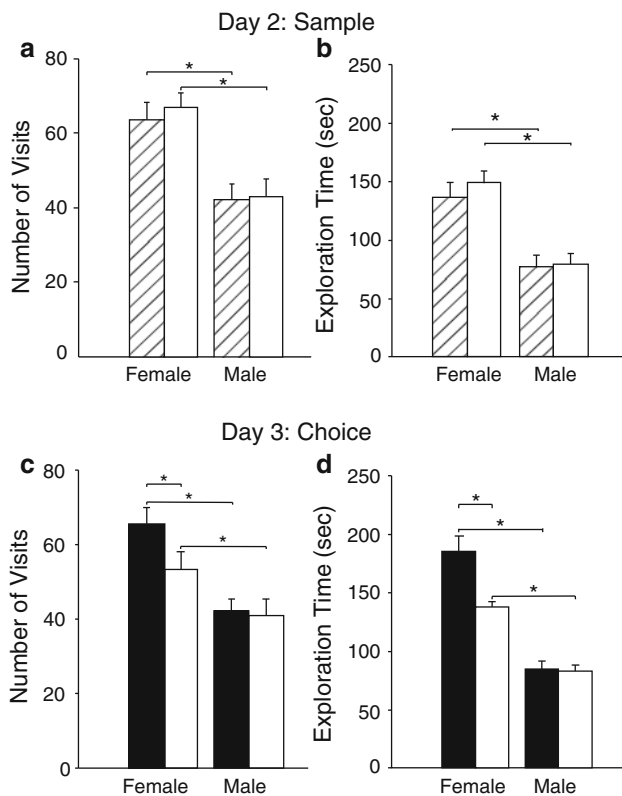 Day 2: Sample
a
80
60
40
20
0
Number of Visits
* *
Female Male
b
250
200
150
100
50
0
Exploration Time (sec)
* *
Female Male
Day 3: Choice
c
80
60
40
20
0
Number of Visits
* * *
Female Male
d
250
200
150
100
50
0
Exploration Time (sec)
* * *
Female Male